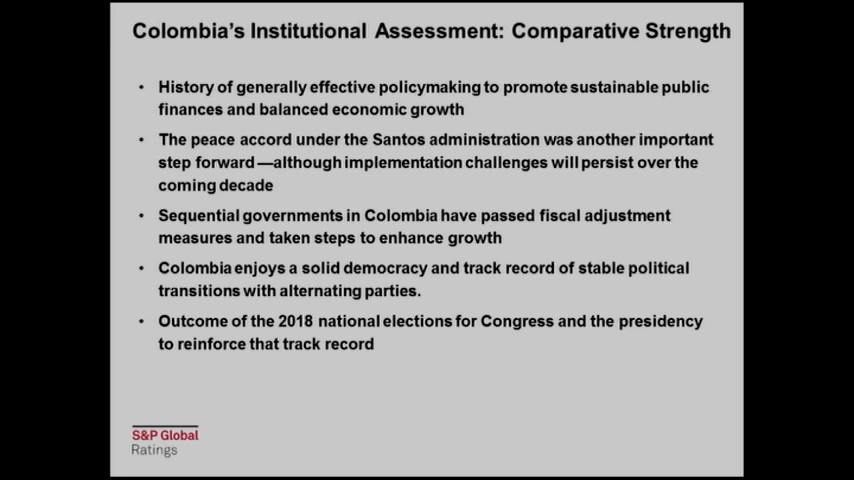 Colombia's Institutional Assessment: Comparative Strength
• History of generally effective policymaking to promote sustainable public
finances and balanced economic growth
• The peace accord under the Santos administration was another important
step forward—although implementation challenges will persist over the
coming decade
• Sequential governments in Colombia have passed fiscal adjustment
measures and taken steps to enhance growth
• Colombia enjoys a solid democracy and track record of stable political
transitions with alternating parties.
• Outcome of the 2018 national elections for Congress and the presidency
to reinforce that track record
S&P Global
Ratings